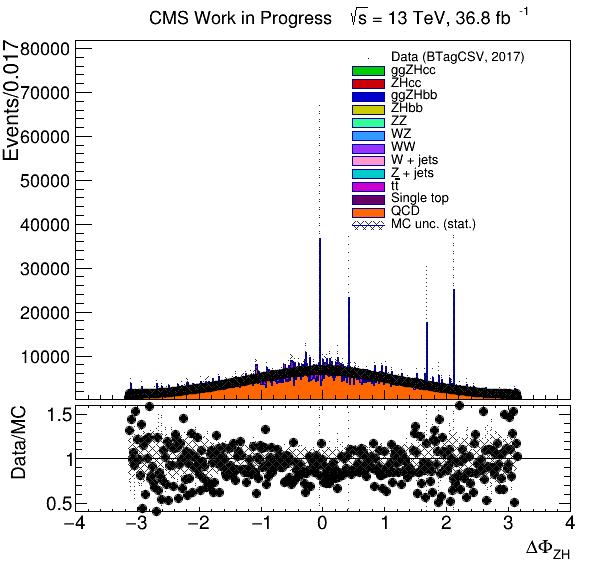 CMS Work in Progress √s = 13 TeV, 36.8 fb -1
Events/0.017
80000
70000
60000
50000
40000
30000
20000
10000
Data (BTagCSV, 2017)
ggZHcc
ZHcc
ggZHbb
ZHbb
ZZ
WZ
WW
W + jets
Z + jets
tt̅
Single top
QCD
MC unc. (stat.)
Data/MC
1.5
1
0.5
−4 −3 −2 −1 0 1 2 3 4
ΔΦZH